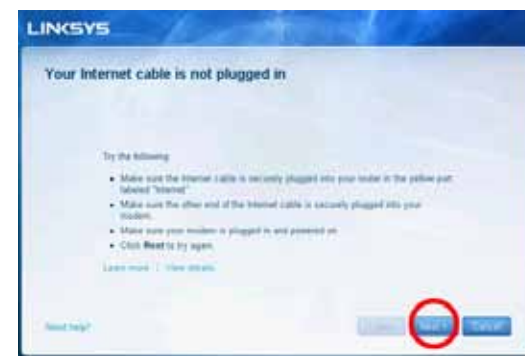 LINKSYS
Your Internet cable is not plugged in
Try the following:
Make sure the Internet cable is securely plugged into your router in the yellow port
labeled "Internet"
Make sure the other end of the Internet cable is securely plugged into your
modem.
Make sure your modem is plugged in and powered on
Click Next to try again.
Learn more | View details
Need help?
Next
Cancel